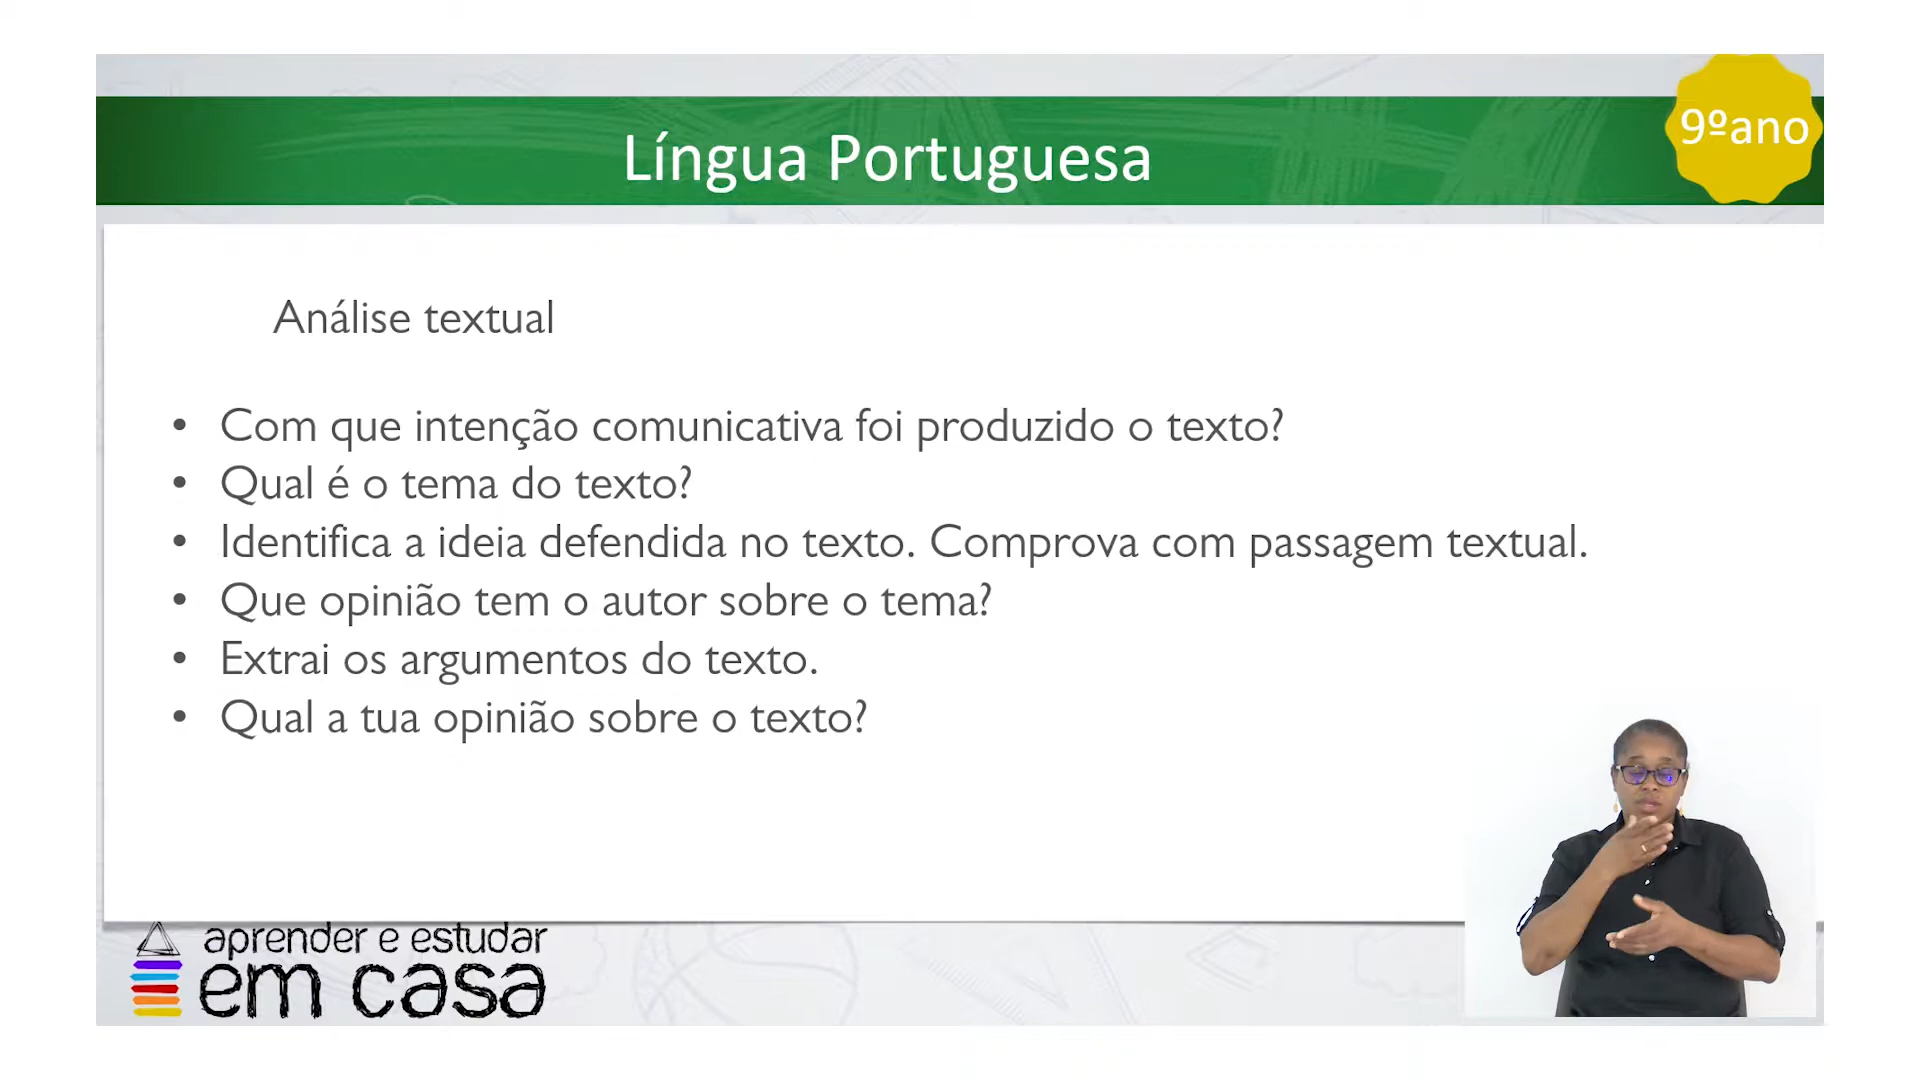 9ºano
Língua Portuguesa
Análise textual
• Com que intenção comunicativa foi produzido o texto?
• Qual é o tema do texto?
• Identifica a ideia defendida no texto. Comprova com passagem textual.
• Que opinião tem o autor sobre o tema?
• Extrai os argumentos do texto.
• Qual a tua opinião sobre o texto?
aprender e estudar
em casa